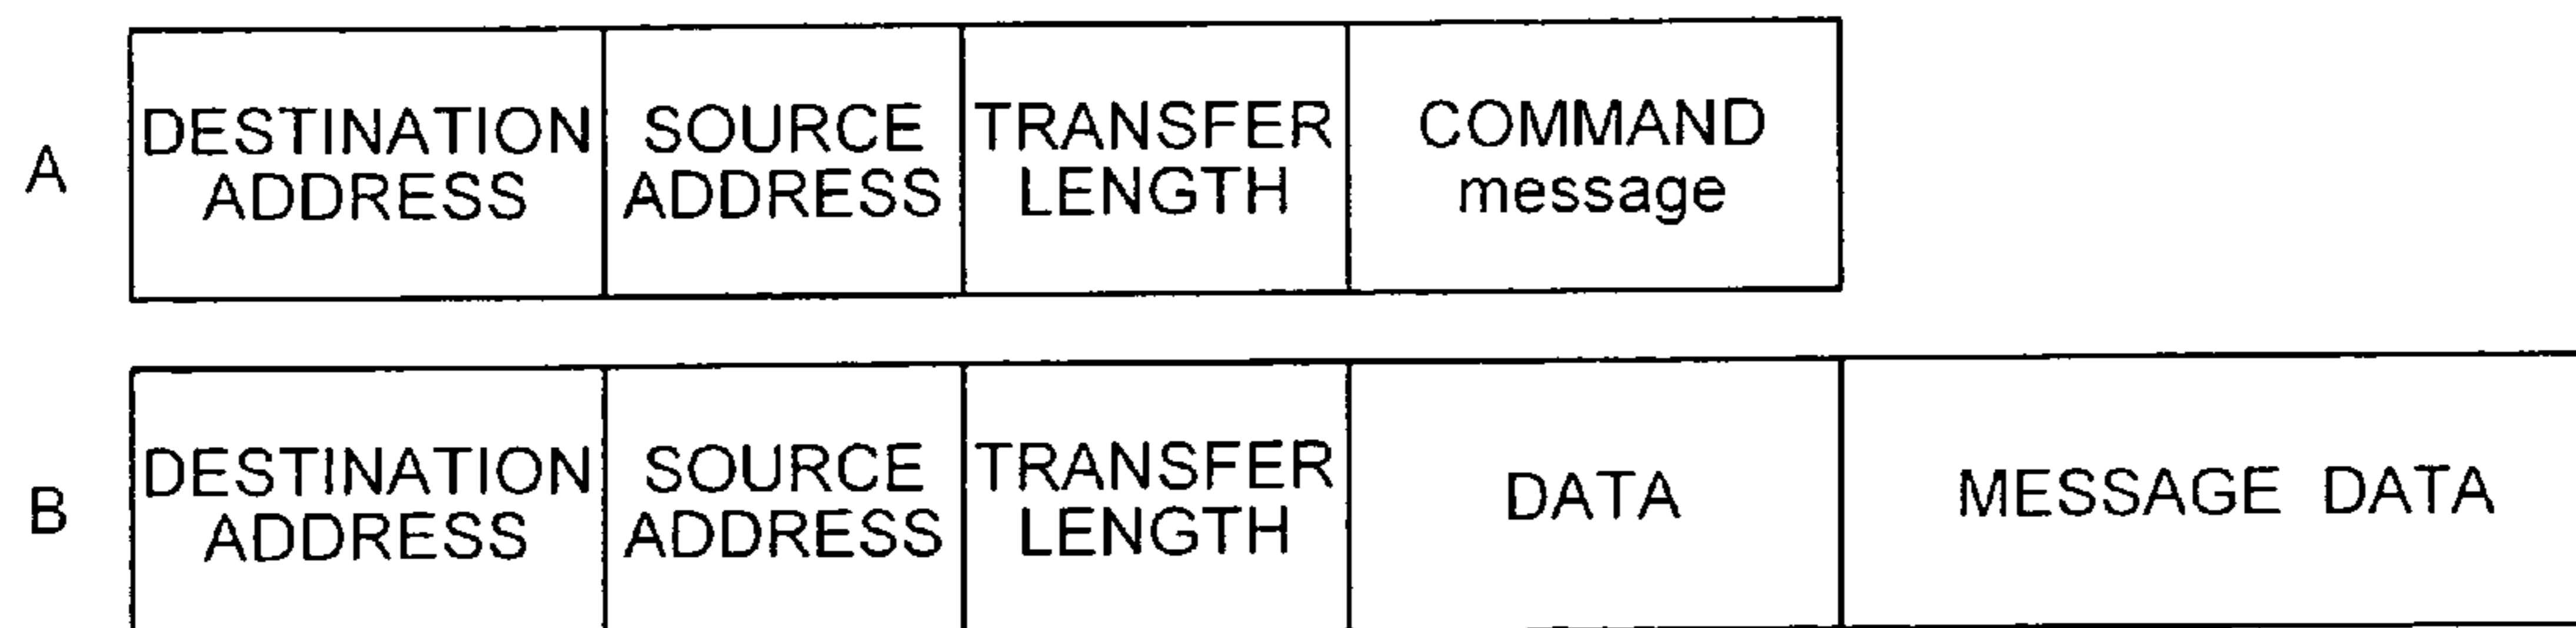 A
DESTINATION
ADDRESS
SOURCE
ADDRESS
TRANSFER
LENGTH
COMMAND
message
B
DESTINATION
ADDRESS
SOURCE
ADDRESS
TRANSFER
LENGTH
DATA
MESSAGE DATA